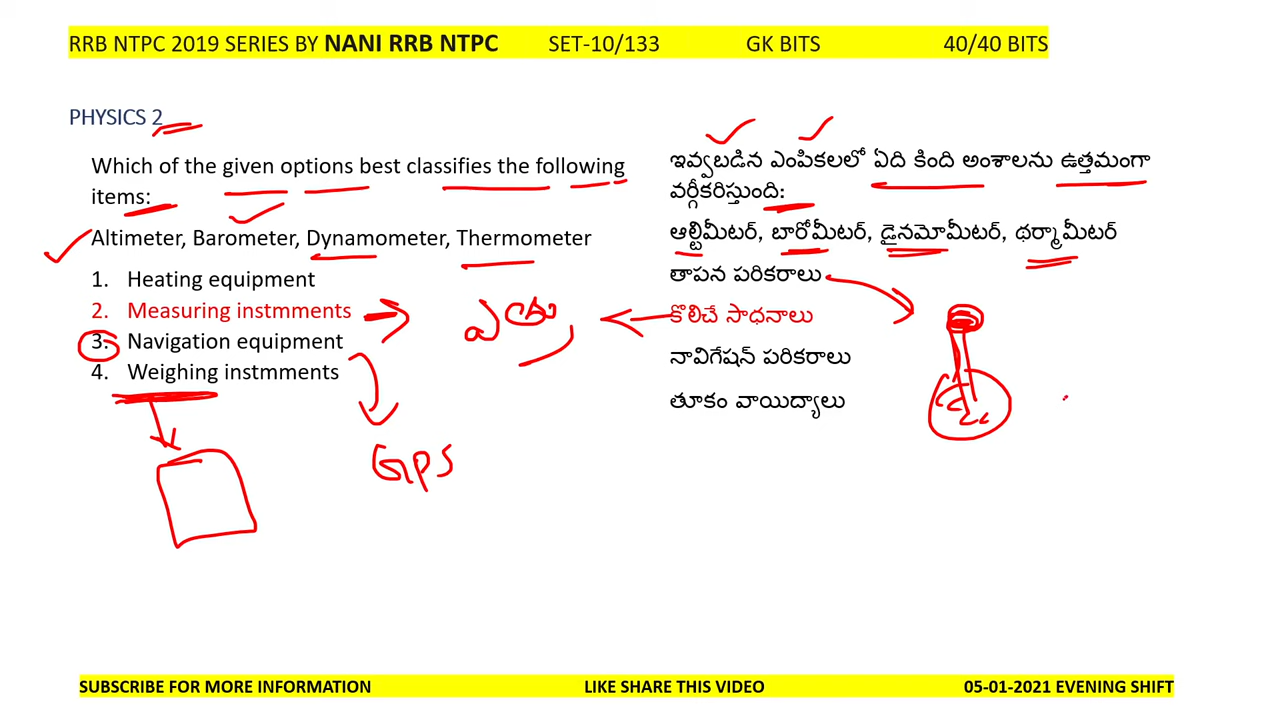 RRB NTPC 2019 SERIES BY NANI RRB NTPC SET-10/133 GK BITS 40/40 BITS
PHYSICS 2
Which of the given options best classifies the following
items:
Altimeter, Barometer, Dynamometer, Thermometer
1. Heating equipment
2. Measuring instmments
3. Navigation equipment
4. Weighing instmments
GPS
ఇవ్వబడిన ఎంపికలలో ఏది కింది అంశాలను ఉత్తమంగా
వర్గీకరిస్తుంది:
ఆల్టిమీటర్, బారోమీటర్, డైనమోమీటర్, థర్మామీటర్
తాపన పరికరాలు
కొలిచే సాధనాలు
నావిగేషన్ పరికరాలు
తూకం వాయిద్యాలు
SUBSCRIBE FOR MORE INFORMATION LIKE SHARE THIS VIDEO 05-01-2021 EVENING SHIFT